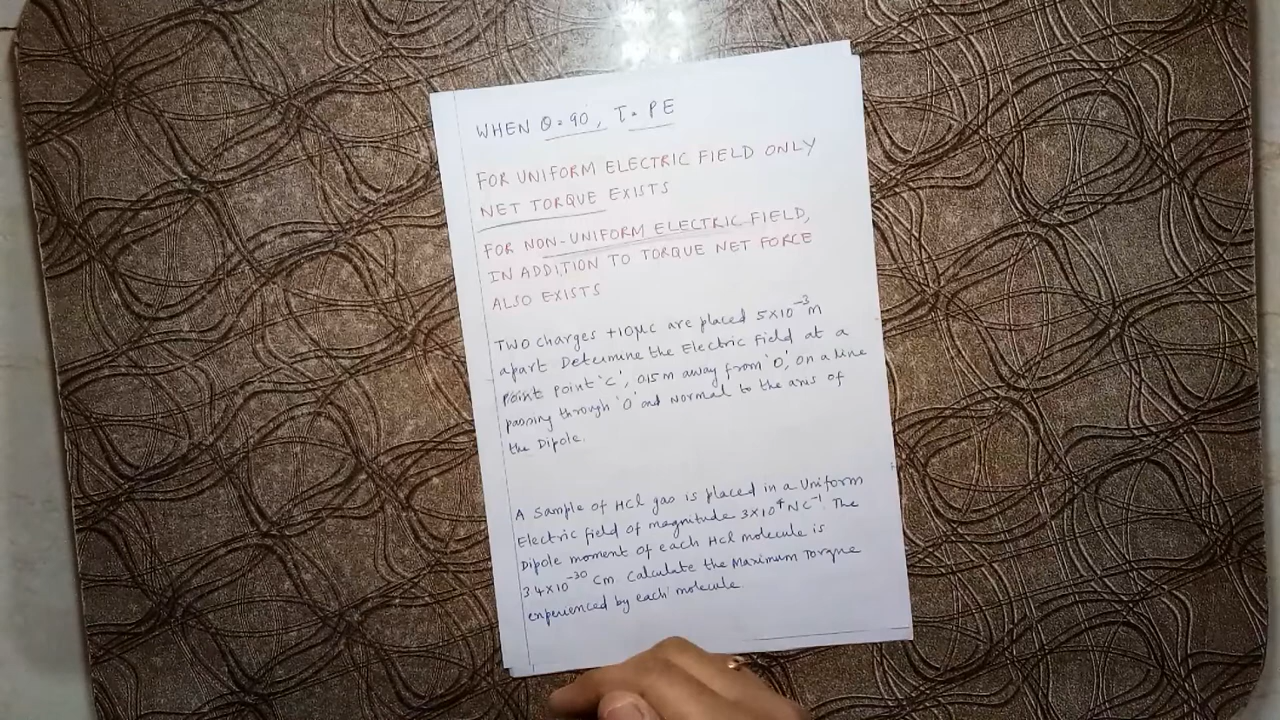 WHEN θ=90, τ=PE
FOR UNIFORM ELECTRIC FIELD ONLY
NET TORQUE EXISTS
FOR NON-UNIFORM ELECTRIC FIELD,
IN ADDITION TO TORQUE NET FORCE
ALSO EXISTS
TWO charges +10μc are placed 5×10⁻³m
apart Determine the Electric Field at a
point point 'C', 0.15m away from 'O', on a line
passing through 'O' and Normal to the axis of
the Dipole.
A Sample of HCl gas is placed in a Uniform
Electric field of magnitude 3×10⁴NC⁻¹. The
Dipole moment of each HCl molecule is
3.4×10⁻³⁰ Cm. Calculate the Maximum Torque
experienced by each molecule